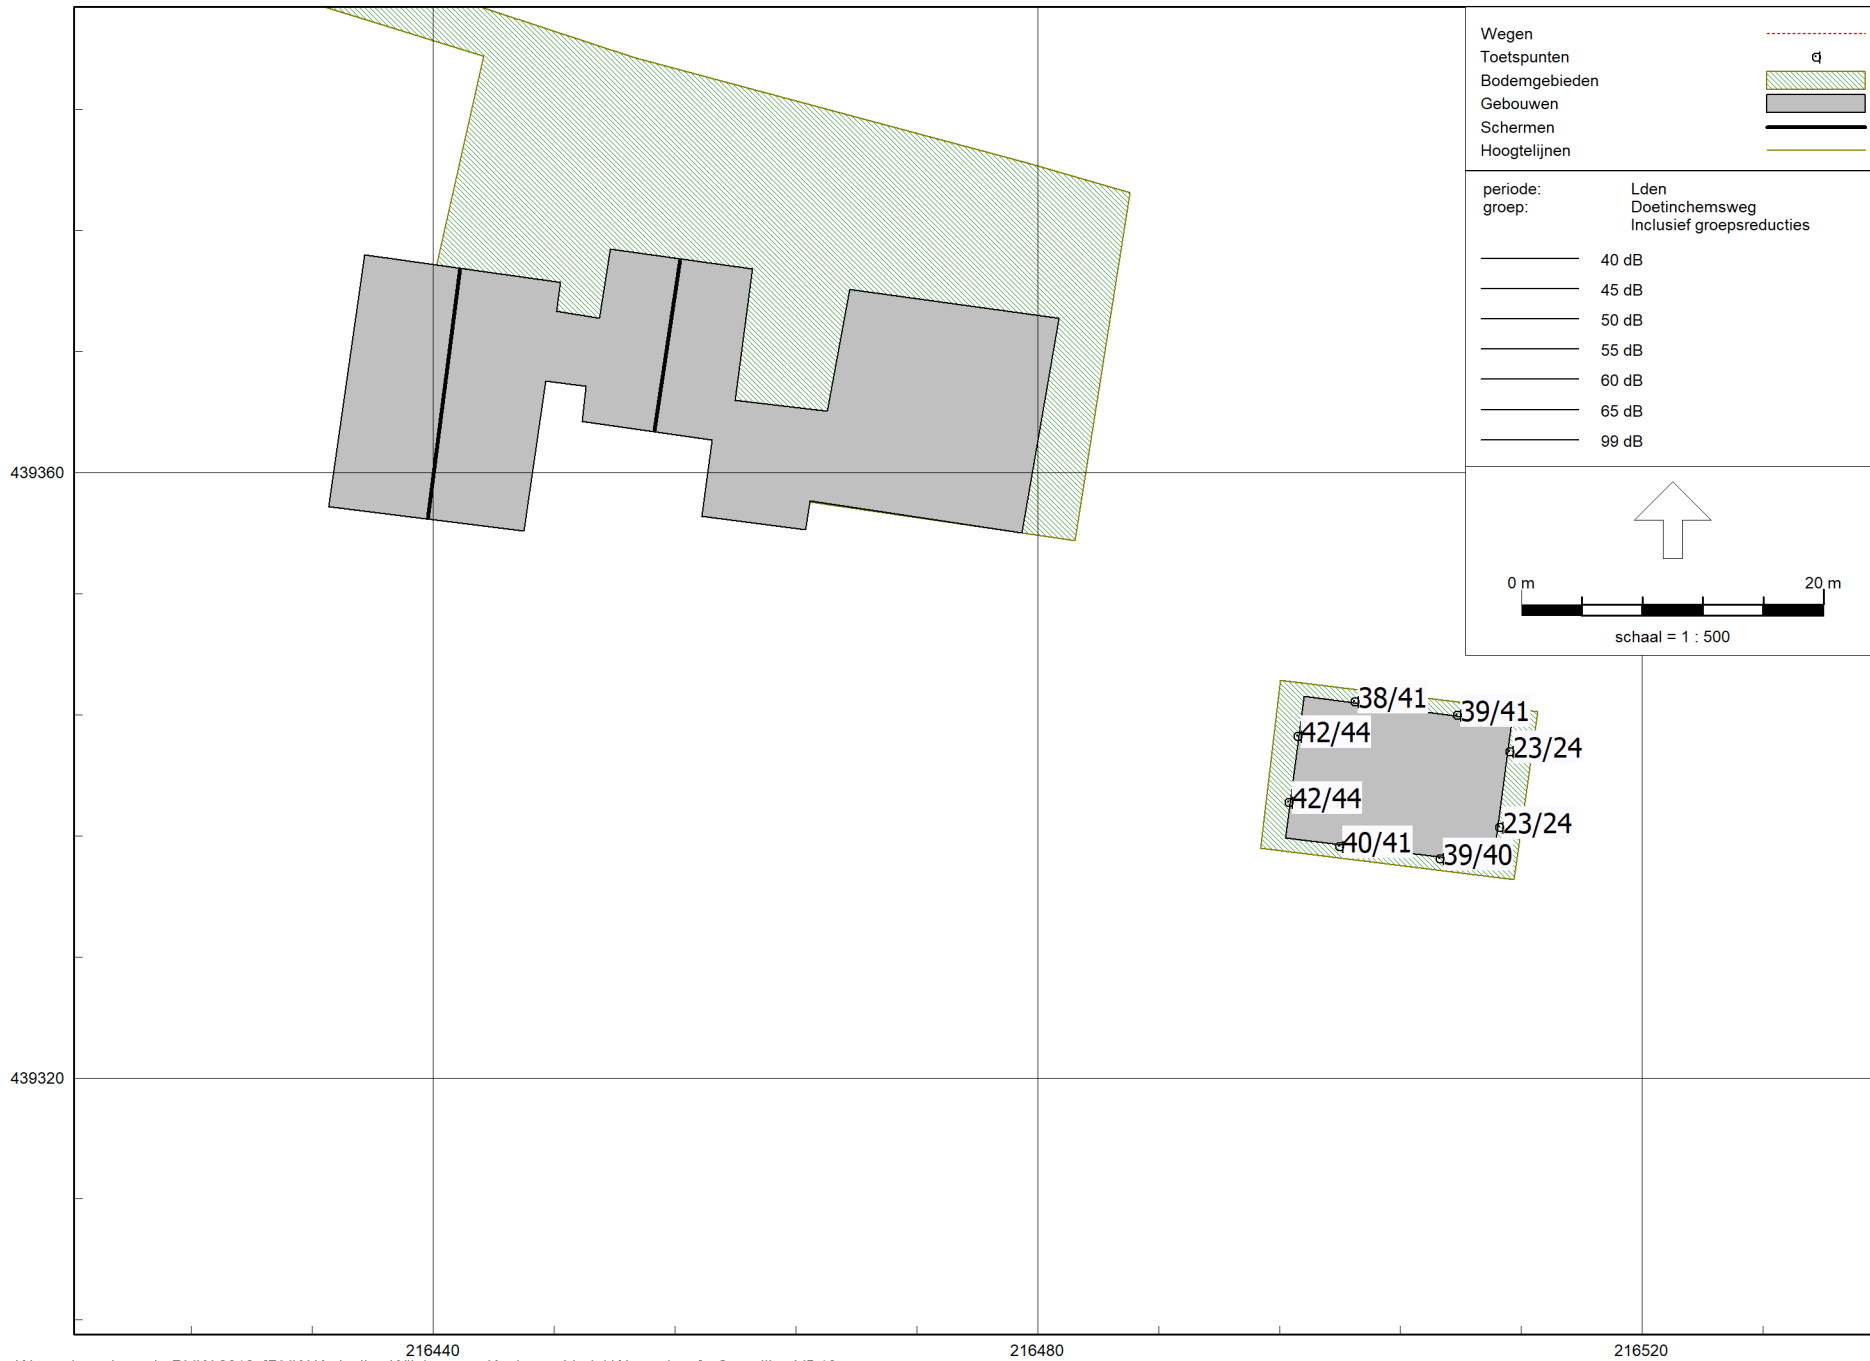 Wegen
Toetspunten
Bodemgebieden
Gebouwen
Schermen
Hoogtelijnen
periode: Lden
groep: Doetinchemsweg
Inclusief groepsreducties
40 dB
45 dB
50 dB
55 dB
60 dB
65 dB
99 dB
439360
0 m 20 m
schaal = 1 : 500
38/41
39/41
42/44
23/24
42/44
23/24
40/41
39/40
439320
216440 216480 216520